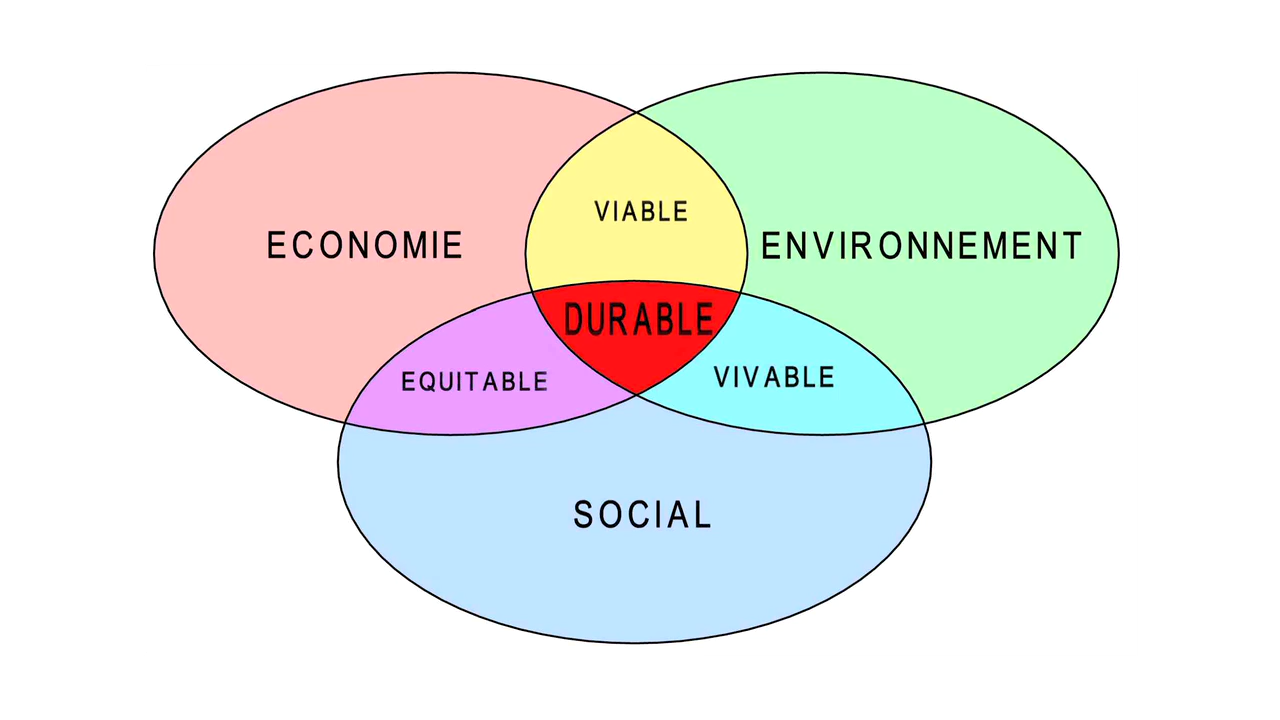 VIABLE
ECONOMIE
ENVIRONNEMENT
DURABLE
EQUITABLE
VIVABLE
SOCIAL